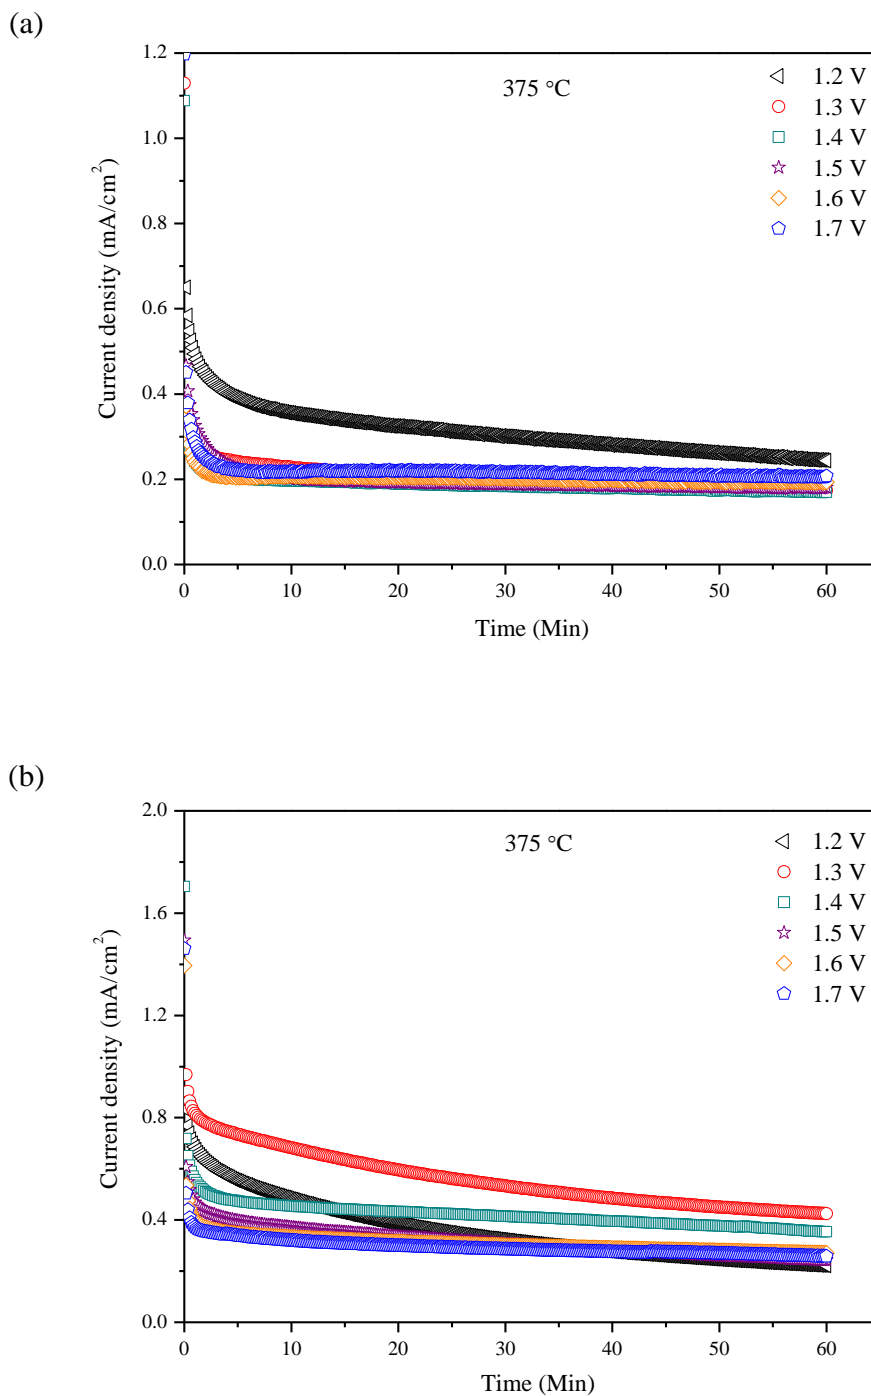 (a)
1.2
1.0
0.8
0.6
0.4
0.2
0.0
Current density (mA/cm²)
375 °C
1.2 V
1.3 V
1.4 V
1.5 V
1.6 V
1.7 V
0 10 20 30 40 50 60
Time (Min)
(b)
2.0
1.6
1.2
0.8
0.4
0.0
Current density (mA/cm²)
375 °C
1.2 V
1.3 V
1.4 V
1.5 V
1.6 V
1.7 V
0 10 20 30 40 50 60
Time (Min)